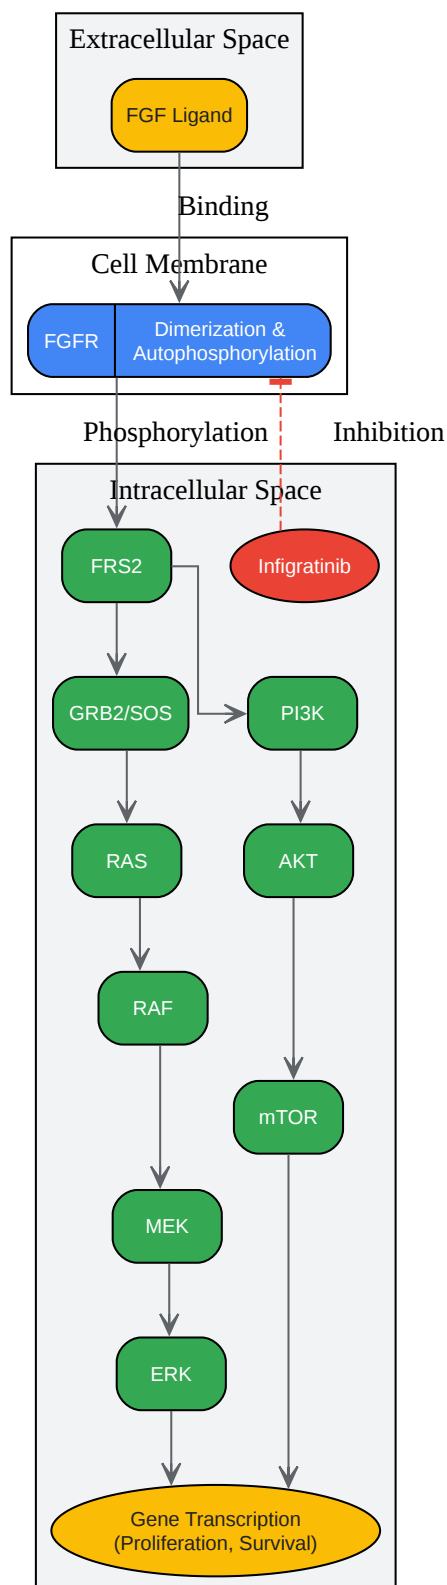 Extracellular Space
FGF Ligand
Binding
Cell Membrane
FGFR
Dimerization &
Autophosphorylation
Phosphorylation
Inhibition
Intracellular Space
FRS2
Infigratinib
GRB2/SOS
PI3K
RAS
AKT
RAF
mTOR
MEK
ERK
Gene Transcription
(Proliferation, Survival)